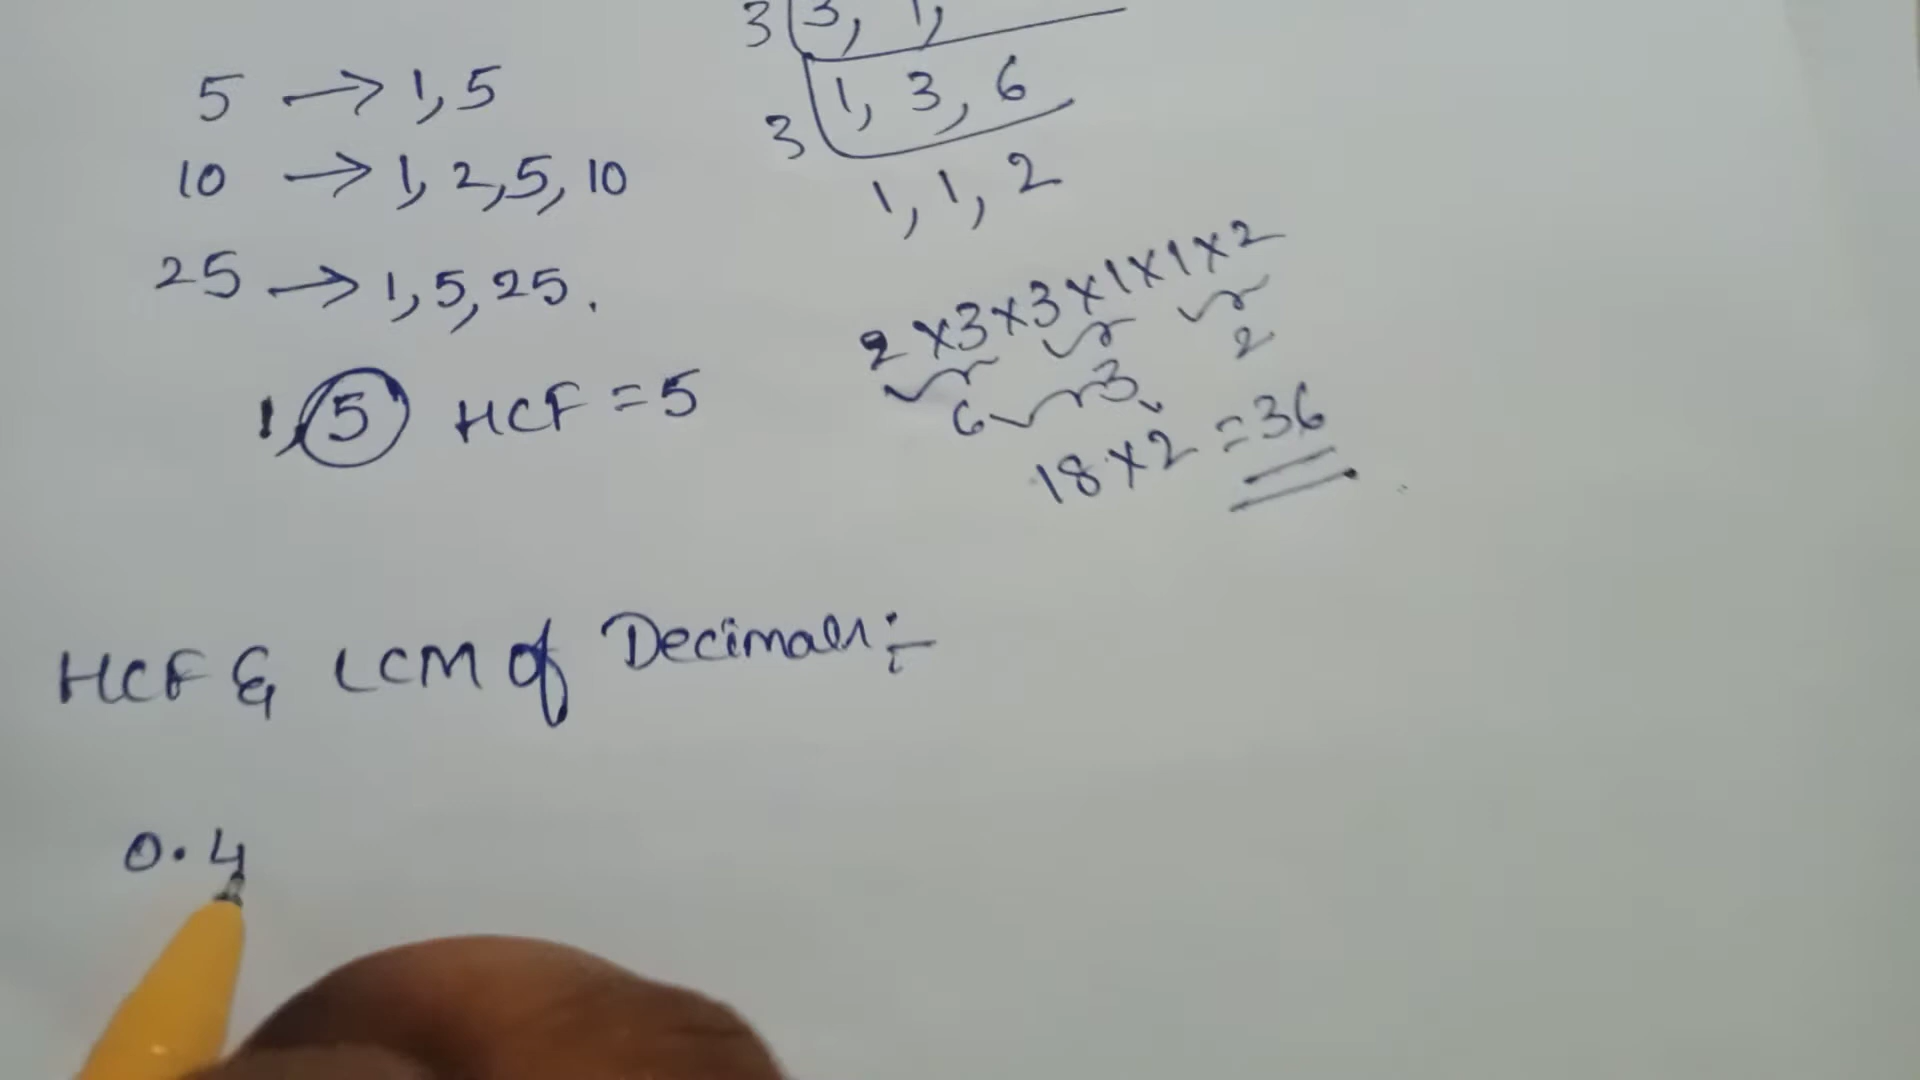 5 → 1, 5
10 → 1, 2, 5, 10
25 → 1, 5, 25.
1, 5 HCF = 5
3 3, 1,
3 1, 3, 6
1, 1, 2
2 × 3 × 3 × 1 × 1 × 2
6 3 2
18 × 2 = 36
HCF & LCM of Decimals :-
0.4